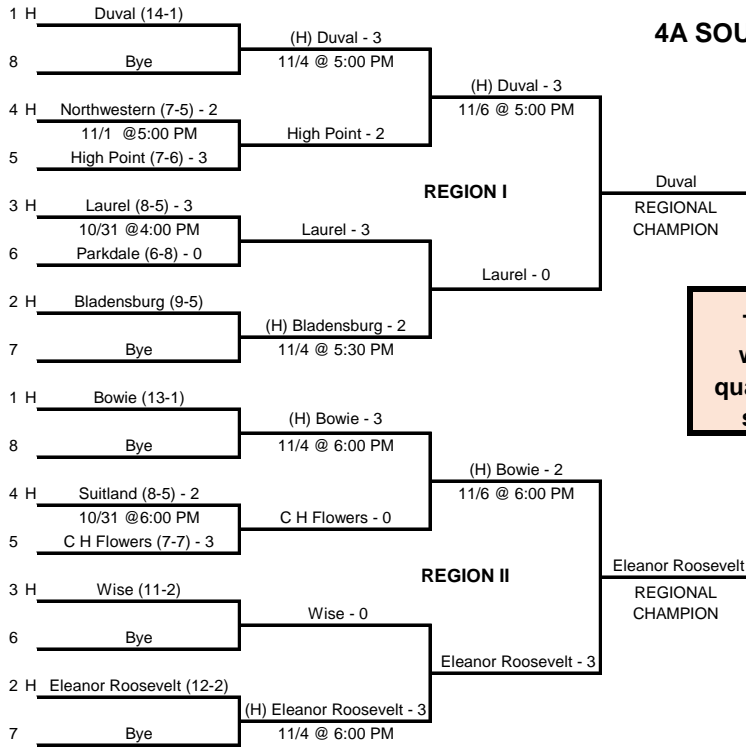 1 H Duval (14-1)
4A SOU
(H) Duval - 3
8 Bye
11/4 @ 5:00 PM
(H) Duval - 3
4 H Northwestern (7-5) - 2
11/6 @ 5:00 PM
11/1 @5:00 PM
High Point - 2
5 High Point (7-6) - 3
REGION I
Duval
3 H Laurel (8-5) - 3
REGIONAL
10/31 @4:00 PM
Laurel - 3
CHAMPION
6 Parkdale (6-8) - 0
Laurel - 0
2 H Bladensburg (9-5)
(H) Bladensburg - 2
7 Bye
11/4 @ 5:30 PM
qua
1 H Bowie (13-1)
(H) Bowie - 3
8 Bye
11/4 @ 6:00 PM
(H) Bowie - 2
4 H Suitland (8-5) - 2
11/6 @ 6:00 PM
10/31 @6:00 PM
C H Flowers - 0
5 C H Flowers (7-7) - 3
REGION II
Eleanor Roosevelt
3 H Wise (11-2)
REGIONAL
Wise - 0
CHAMPION
6 Bye
Eleanor Roosevelt - 3
2 H Eleanor Roosevelt (12-2)
(H) Eleanor Roosevelt - 3
7 Bye
11/4 @ 6:00 PM